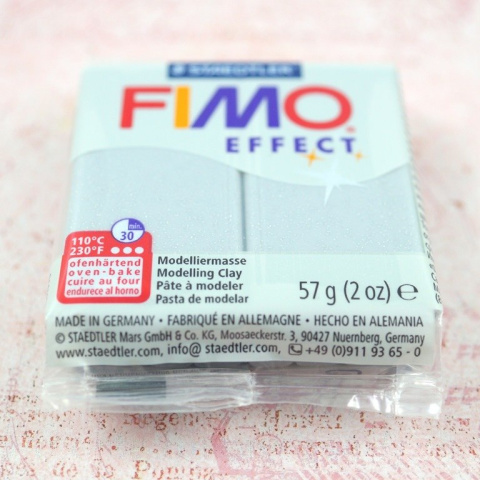 STAEDTLER
FIMO
EFFECT
min.
30
110°C
230°F
ofenhärtend
oven-bake
cuire au four
endurece al horno
Modelliermasse
Modelling Clay
Pâte à modeler
Pasta de modelar
57 g (2 oz) ℮
MADE IN GERMANY • FABRIQUÉ EN ALLEMAGNE • HECHO EN ALEMANIA
© STAEDTLER Mars GmbH & Co. KG, Moosaeckerstr. 3, 90427 Nuernberg, Germany
www.staedtler.com, info@ staedtler.com, +49 (0)911 93 65 - 0